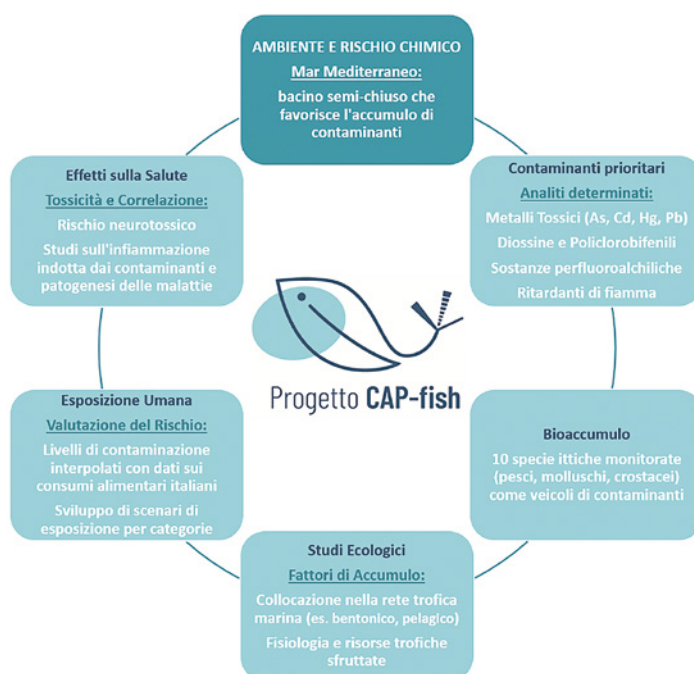 AMBIENTE E RISCHIO CHIMICO
Mar Mediterraneo:
bacino semi-chiuso che
favorisce l'accumulo di
contaminanti
Contaminanti prioritari
Analiti determinati:
Metalli Tossici (As, Cd, Hg, Pb)
Diossine e Policlorobifenili
Sostanze perfluoroalchiliche
Ritardanti di fiamma
Bioaccumulo
10 specie ittiche monitorate
(pesci, molluschi, crostacei)
come veicoli di contaminanti
Studi Ecologici
Fattori di Accumulo:
Collocazione nella rete trofica
marina (es. bentonico, pelagico)
Fisiologia e risorse trofiche
sfruttate
Esposizione Umana
Valutazione del Rischio:
Livelli di contaminazione
interpolati con dati sui
consumi alimentari italiani
Sviluppo di scenari di
esposizione per categorie
Effetti sulla Salute
Tossicità e Correlazione:
Rischio neurotossico
Studi sull'infiammazione
indotta dai contaminanti e
patogenesi delle malattie
Progetto CAP-fish